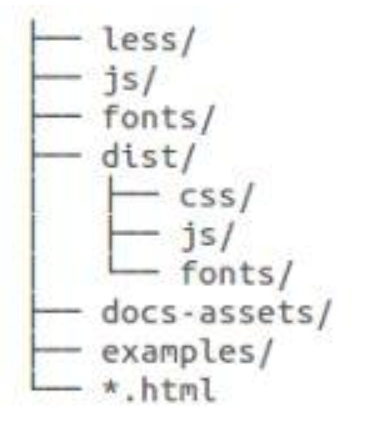 less/
js/
fonts/
dist/
css/
js/
fonts/
docs-assets/
examples/
*.html